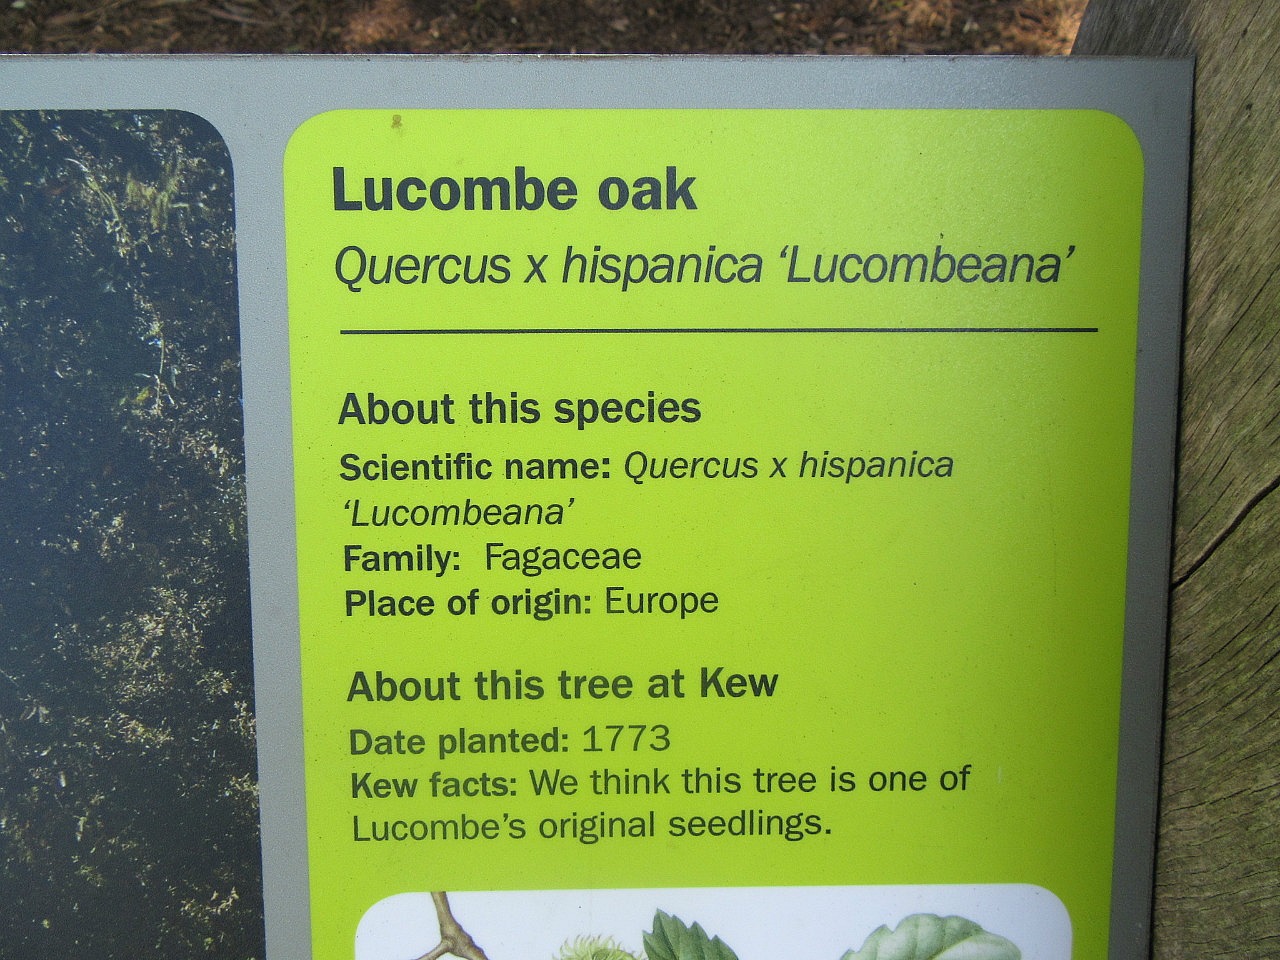 Lucombe oak
Quercus x hispanica ‘Lucombeana’
About this species
Scientific name: Quercus x hispanica
‘Lucombeana’
Family: Fagaceae
Place of origin: Europe
About this tree at Kew
Date planted: 1773
Kew facts: We think this tree is one of
Lucombe’s original seedlings.